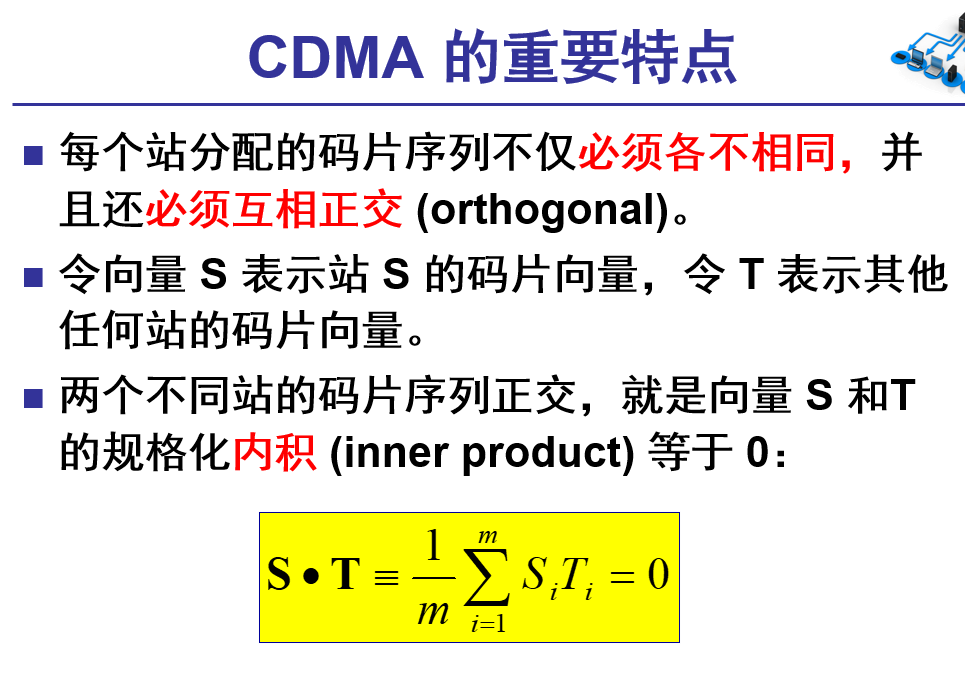 CDMA 的重要特点
每个站分配的码片序列不仅必须各不相同，并
且还必须互相正交 (orthogonal)。
令向量 S 表示站 S 的码片向量，令 T 表示其他
任何站的码片向量。
两个不同站的码片序列正交，就是向量 S 和T
的规格化内积 (inner product) 等于 0：
S • T ≡ \frac{1}{m} \sum_{i=1}^{m} S_i T_i = 0